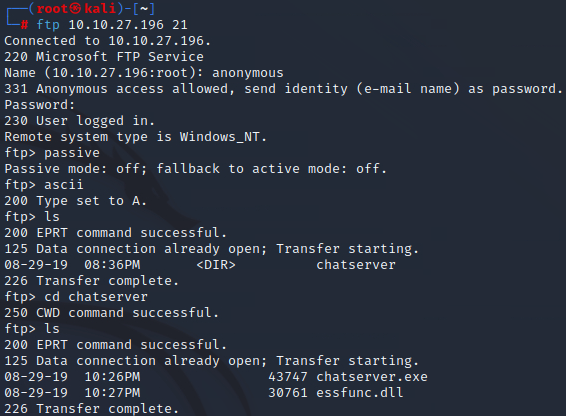 ┌──(root㉿kali)-[~]
└─# ftp 10.10.27.196 21
Connected to 10.10.27.196.
220 Microsoft FTP Service
Name (10.10.27.196:root): anonymous
331 Anonymous access allowed, send identity (e-mail name) as password.
Password:
230 User logged in.
Remote system type is Windows_NT.
ftp> passive
Passive mode: off; fallback to active mode: off.
ftp> ascii
200 Type set to A.
ftp> ls
200 EPRT command successful.
125 Data connection already open; Transfer starting.
08-29-19  08:36PM       <DIR>          chatserver
226 Transfer complete.
ftp> cd chatserver
250 CWD command successful.
ftp> ls
200 EPRT command successful.
125 Data connection already open; Transfer starting.
08-29-19  10:26PM                43747 chatserver.exe
08-29-19  10:27PM                30761 essfunc.dll
226 Transfer complete.